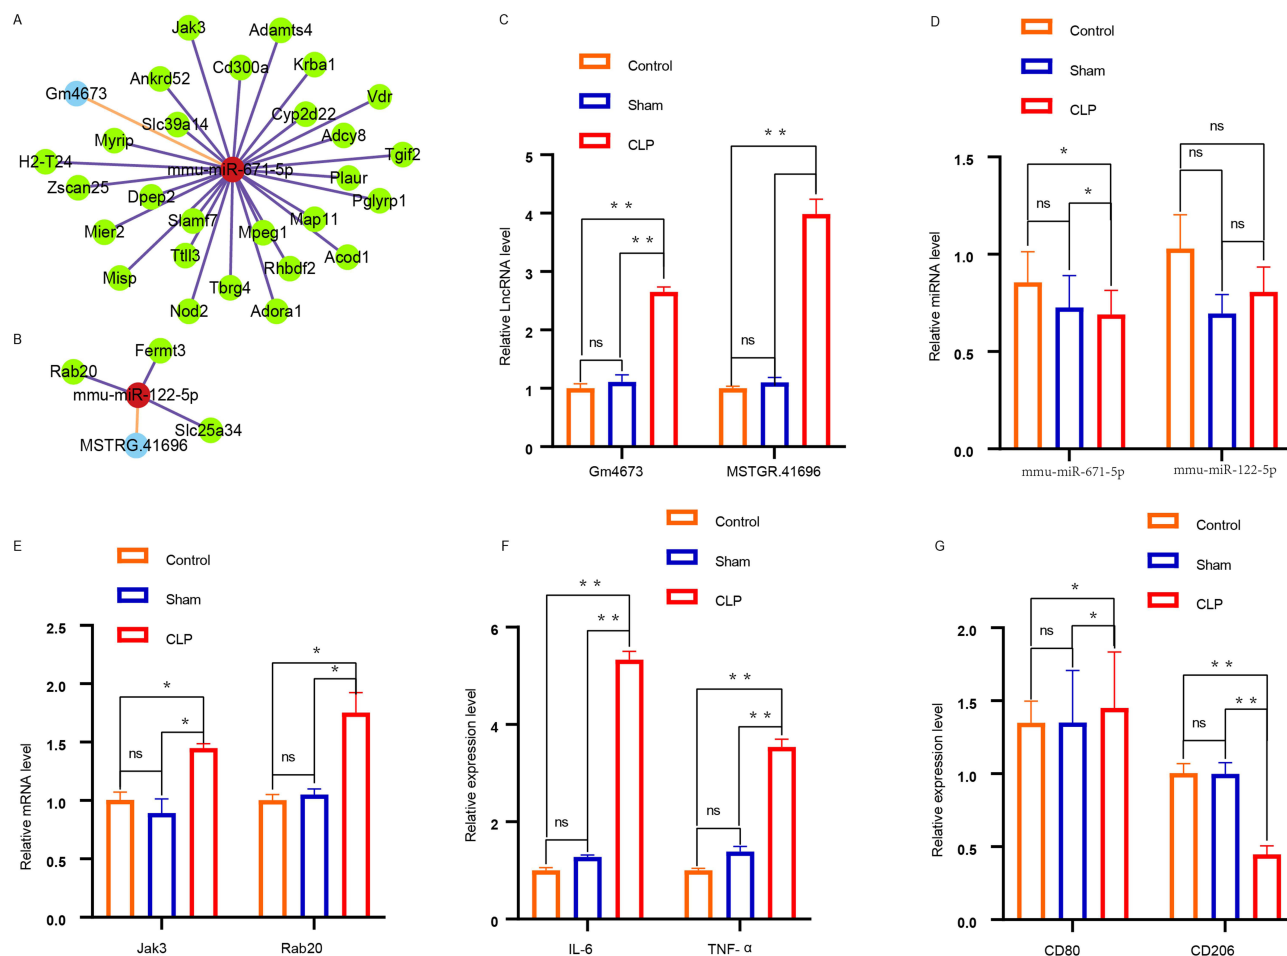 A
Jak3
Adamts4
Cd300a
Krba1
Ankrd52
Gm4673
Vdr
Cyp2d22
Slc39a14
Adcy8
Myrip
Tgif2
H2-T24
mmu-miR-671-5p
Plaur
Zscan25
Dpep2
Pglyrp1
Slamf7
Map11
Mier2
Mpeg1
Ttll3
Acod1
Rhbdf2
Misp
Tbrg4
Nod2
Adora1
B
Fermt3
Rab20
mmu-miR-122-5p
Slc25a34
MSTRG.41696
C
Control
Sham
CLP
Relative LncRNA level
5
4
3
2
1
0
* *
* *
ns
* *
ns
Gm4673
MSTGR.41696
D
Control
Sham
CLP
Relative miRNA level
1.5
1.0
0.5
0.0
*
ns
*
ns
ns
ns
mmu-miR-671-5p
mmu-miR-122-5p
E
Control
Sham
CLP
Relative mRNA level
2.5
2.0
1.5
1.0
0.5
0.0
*
*
ns
*
*
ns
Jak3
Rab20
F
Control
Sham
CLP
Relative expression level
6
4
2
0
* *
* *
ns
* *
* *
ns
IL-6
TNF- α
G
Control
Sham
CLP
Relative expression level
2.0
1.5
1.0
0.5
0.0
*
ns
*
* *
ns
* *
CD80
CD206